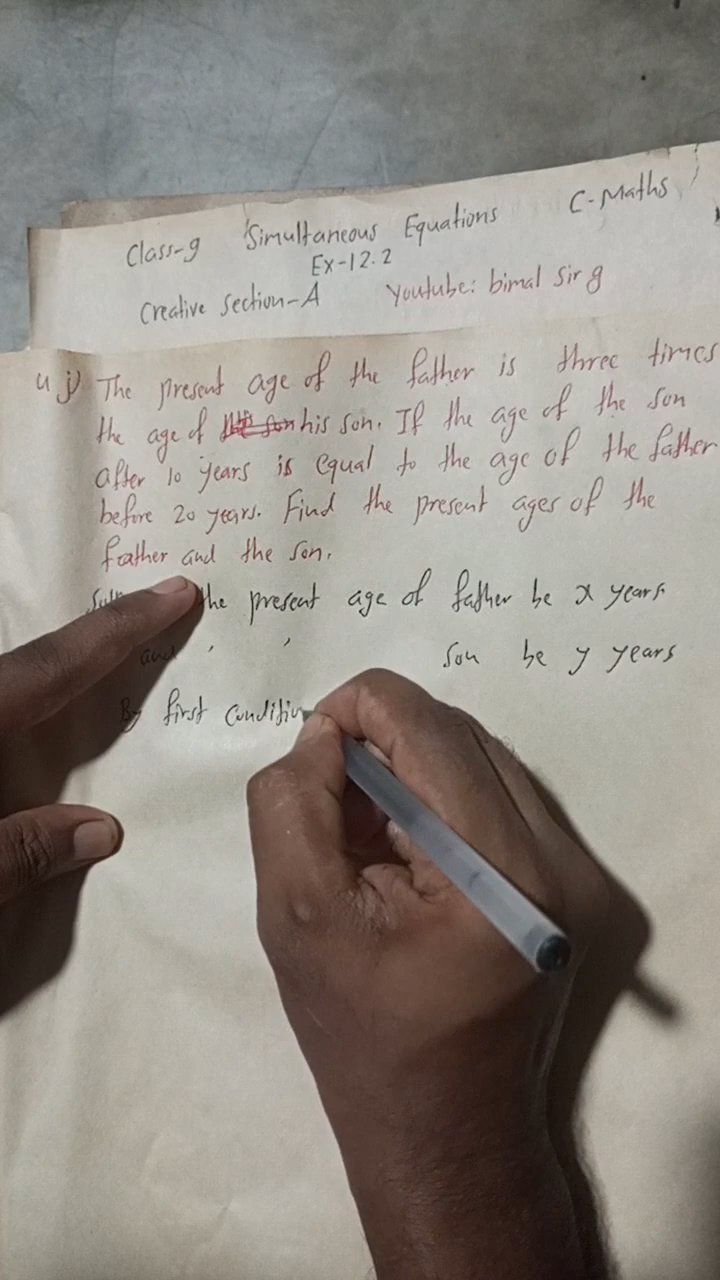 Class-9 Simultaneous Equations C-Maths
Ex-12.2
Creative section-A Youtube: bimal Sir g
4 j) The present age of the father is three times
the age of his son. If the age of the son
after 10 years is equal to the age of the father
before 20 years. Find the present ages of the
father and the son.
the present age of father be x years
and ' ' son be y years
By first condition